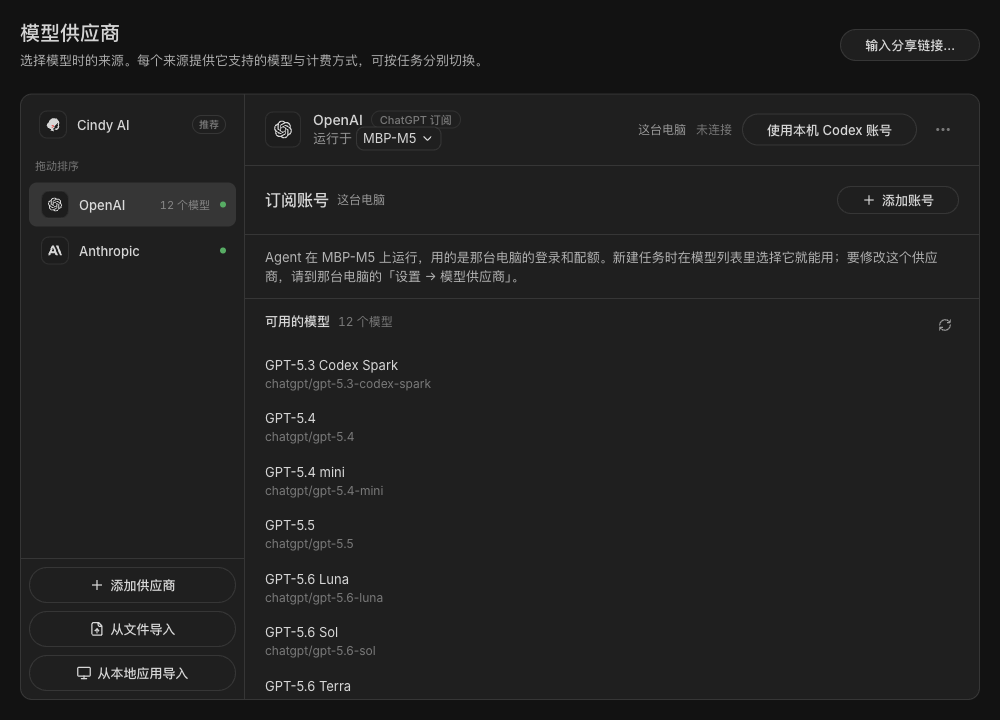 模型供应商
选择模型时的来源。每个来源提供它支持的模型与计费方式，可按任务分别切换。
输入分享链接...
Cindy AI
推荐
拖动排序
OpenAI
12 个模型
Anthropic
添加供应商
从文件导入
从本地应用导入
OpenAI
ChatGPT 订阅
运行于 MBP-M5
这台电脑 未连接
使用本机 Codex 账号
订阅账号 这台电脑
添加账号
Agent 在 MBP-M5 上运行，用的是那台电脑的登录和配额。新建任务时在模型列表里选择它就能用；要修改这个供应
商，请到那台电脑的「设置 → 模型供应商」。
可用的模型 12 个模型
GPT-5.3 Codex Spark
chatgpt/gpt-5.3-codex-spark
GPT-5.4
chatgpt/gpt-5.4
GPT-5.4 mini
chatgpt/gpt-5.4-mini
GPT-5.5
chatgpt/gpt-5.5
GPT-5.6 Luna
chatgpt/gpt-5.6-luna
GPT-5.6 Sol
chatgpt/gpt-5.6-sol
GPT-5.6 Terra